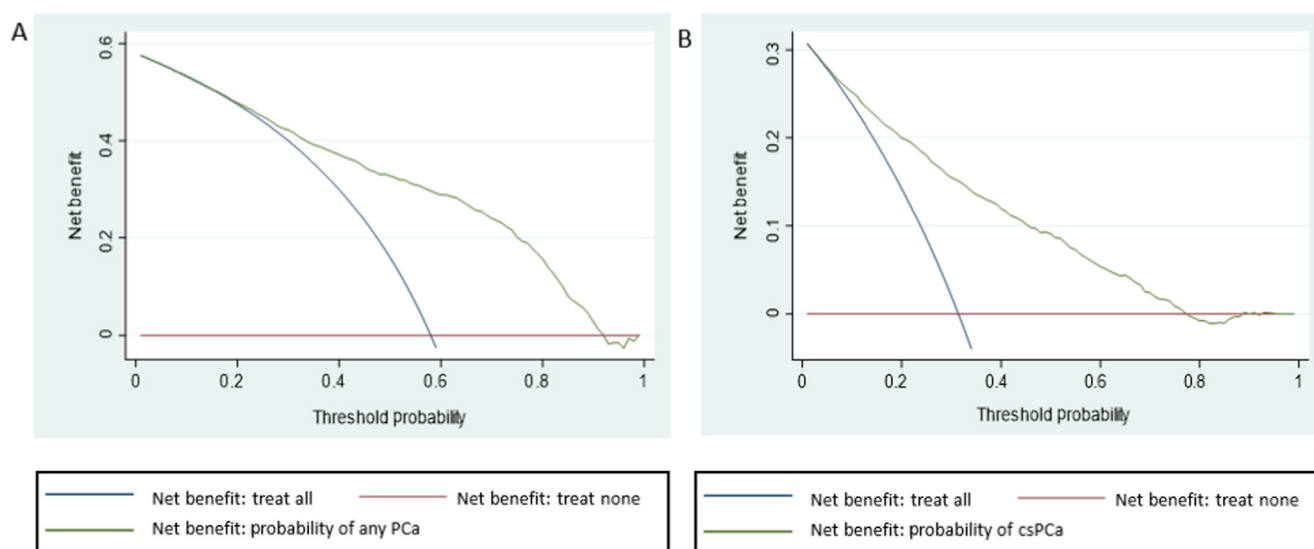 A
0.6
0.4
0.2
0
Net benefit
0 0.2 0.4 0.6 0.8 1
Threshold probability
Net benefit: treat all Net benefit: treat none
Net benefit: probability of any PCa
B
0.3
0.2
0.1
0
Net benefit
0 0.2 0.4 0.6 0.8 1
Threshold probability
Net benefit: treat all Net benefit: treat none
Net benefit: probability of csPCa